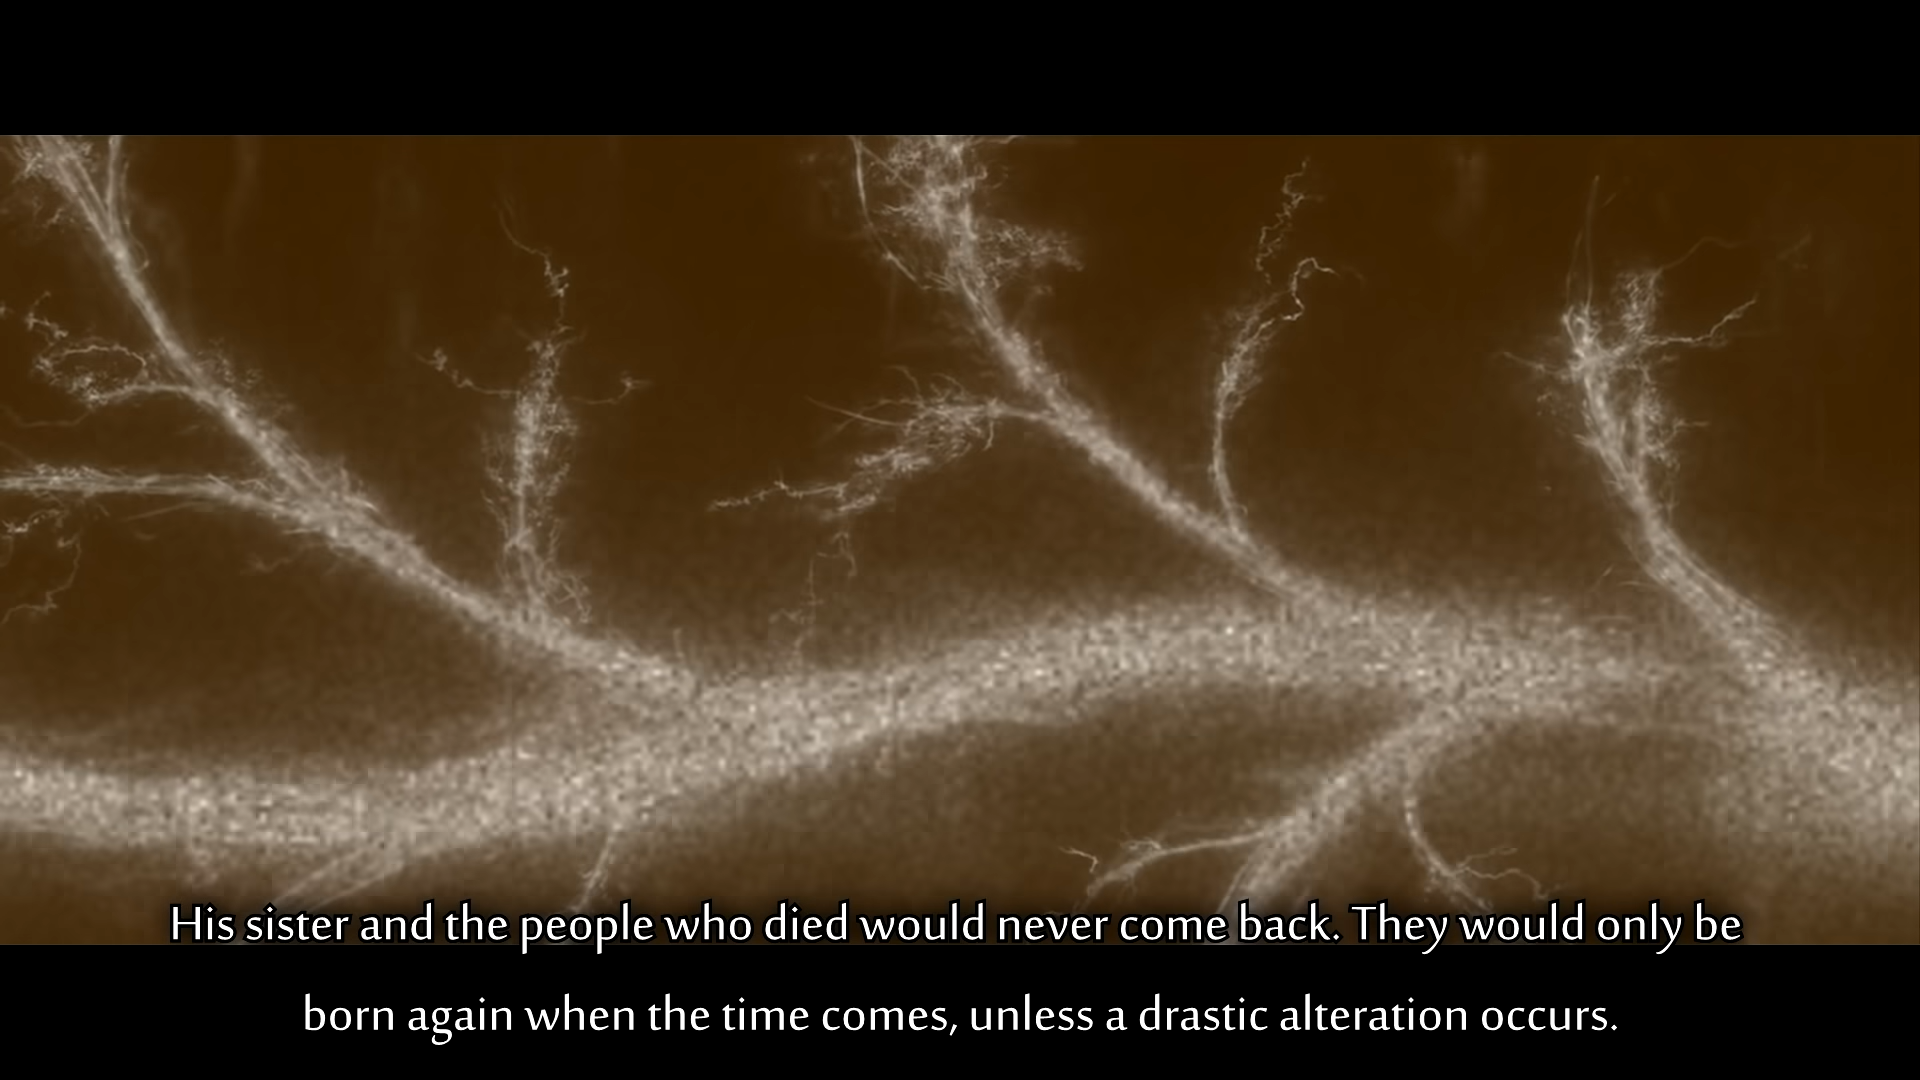 His sister and the people who died would never come back. They would only be
born again when the time comes, unless a drastic alteration occurs.